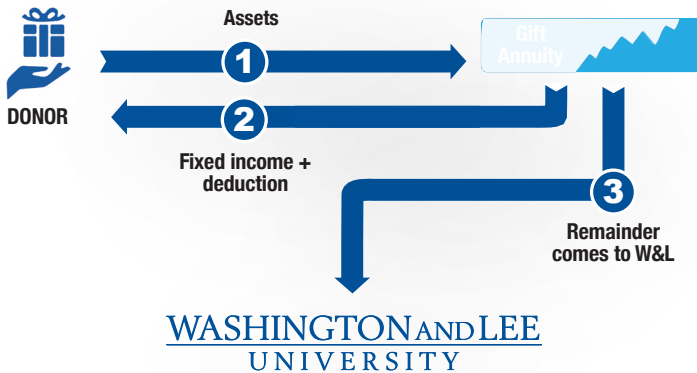 Assets
1
Gift
Annuity
DONOR
2
Fixed income +
deduction
3
Remainder
comes to W&L
WASHINGTON AND LEE
UNIVERSITY